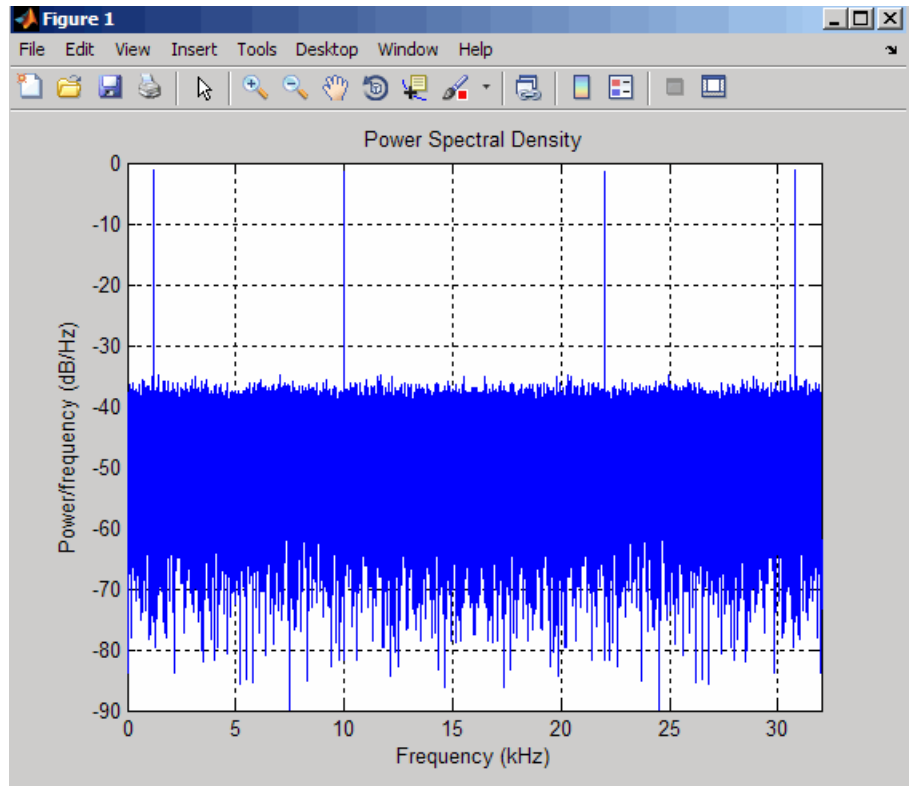 Figure 1
File Edit View Insert Tools Desktop Window Help
Power Spectral Density
0
-10
-20
-30
-40
-50
-60
-70
-80
-90
Power/frequency (dB/Hz)
0 5 10 15 20 25 30
Frequency (kHz)